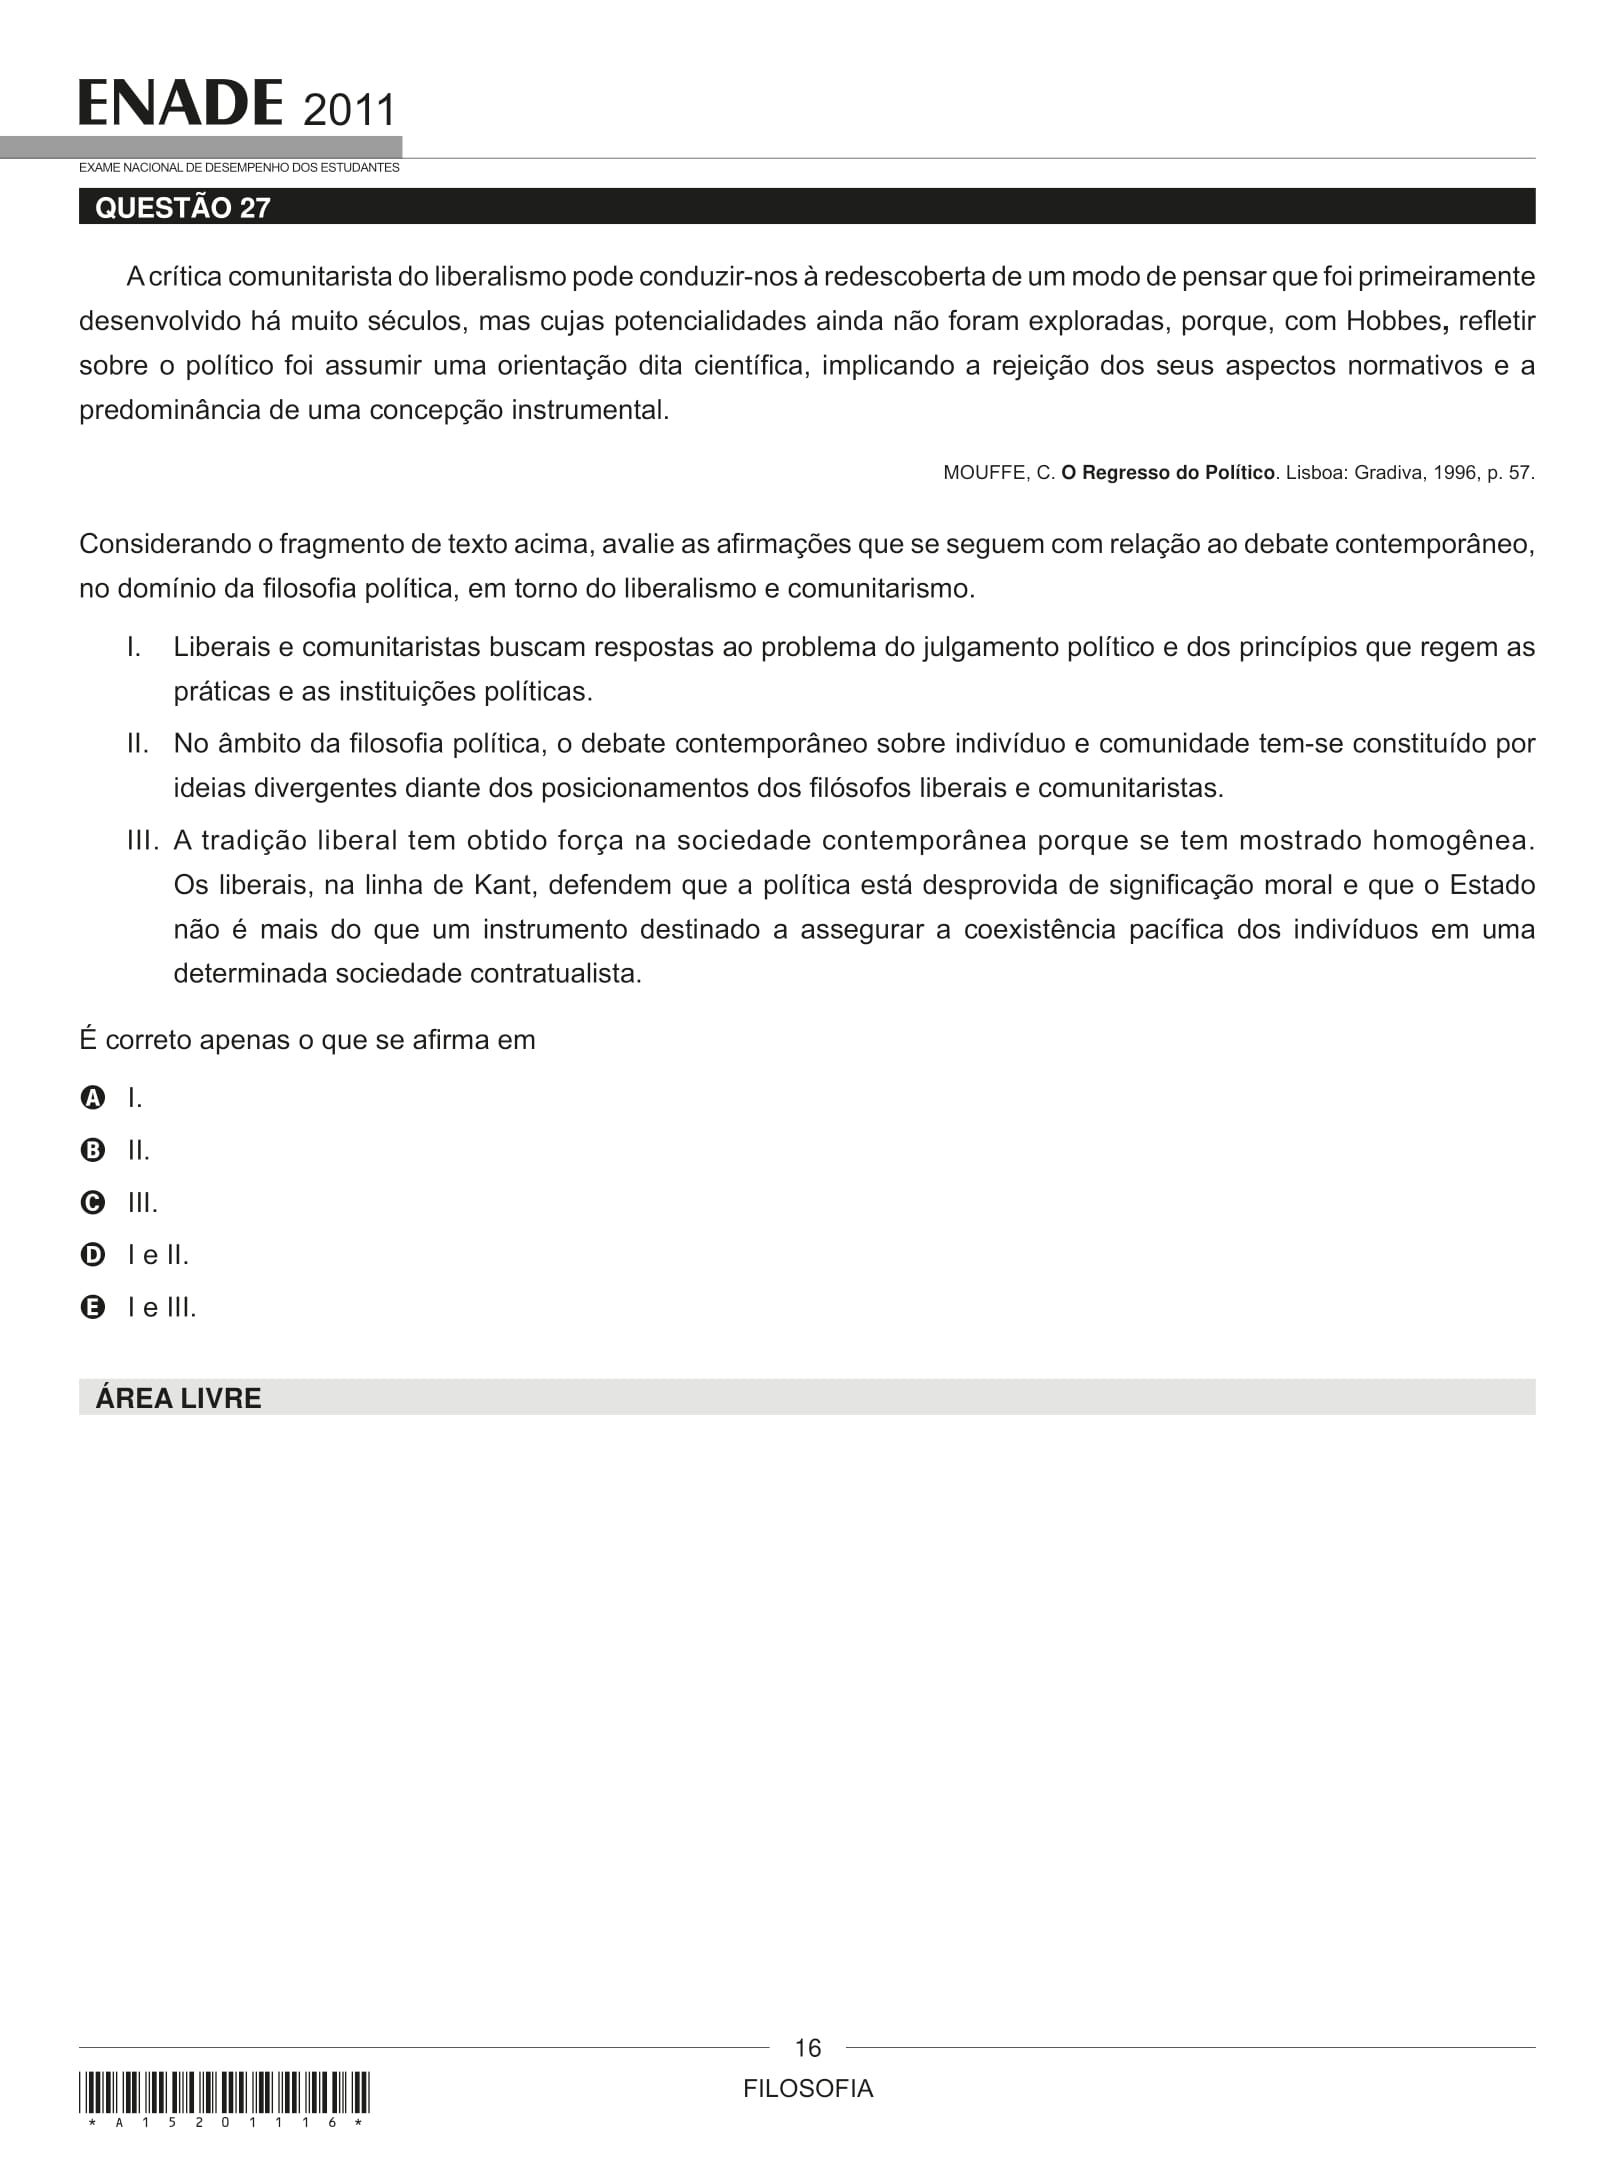 ENADE 2011
EXAME NACIONAL DE DESEMPENHO DOS ESTUDANTES
QUESTÃO 27
A crítica comunitarista do liberalismo pode conduzir-nos à redescoberta de um modo de pensar que foi primeiramente
desenvolvido há muito séculos, mas cujas potencialidades ainda não foram exploradas, porque, com Hobbes, refletir
sobre o político foi assumir uma orientação dita científica, implicando a rejeição dos seus aspectos normativos e a
predominância de uma concepção instrumental.
MOUFFE, C. O Regresso do Político. Lisboa: Gradiva, 1996, p. 57.
Considerando o fragmento de texto acima, avalie as afirmações que se seguem com relação ao debate contemporâneo,
no domínio da filosofia política, em torno do liberalismo e comunitarismo.
I. Liberais e comunitaristas buscam respostas ao problema do julgamento político e dos princípios que regem as
práticas e as instituições políticas.
II. No âmbito da filosofia política, o debate contemporâneo sobre indivíduo e comunidade tem-se constituído por
ideias divergentes diante dos posicionamentos dos filósofos liberais e comunitaristas.
III. A tradição liberal tem obtido força na sociedade contemporânea porque se tem mostrado homogênea.
Os liberais, na linha de Kant, defendem que a política está desprovida de significação moral e que o Estado
não é mais do que um instrumento destinado a assegurar a coexistência pacífica dos indivíduos em uma
determinada sociedade contratualista.
É correto apenas o que se afirma em
A I.
B II.
C III.
D I e II.
E I e III.
ÁREA LIVRE
16
FILOSOFIA
* A 1 5 2 0 1 1 1 6 *